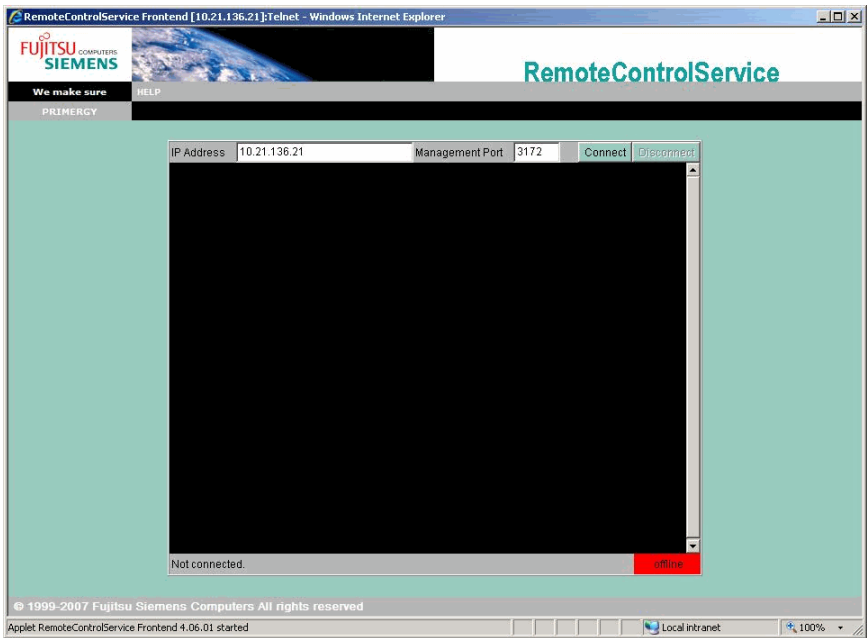 RemoteControlService Frontend [10.21.136.21]:Telnet - Windows Internet Explorer
FUJITSU COMPUTERS
SIEMENS
RemoteControlService
We make sure HELP
PRIMERGY
IP Address 10.21.136.21 Management Port 3172 Connect Disconnect
Not connected. offline
© 1999-2007 Fujitsu Siemens Computers All rights reserved
Applet RemoteControlService Frontend 4.06.01 started Local intranet 100%